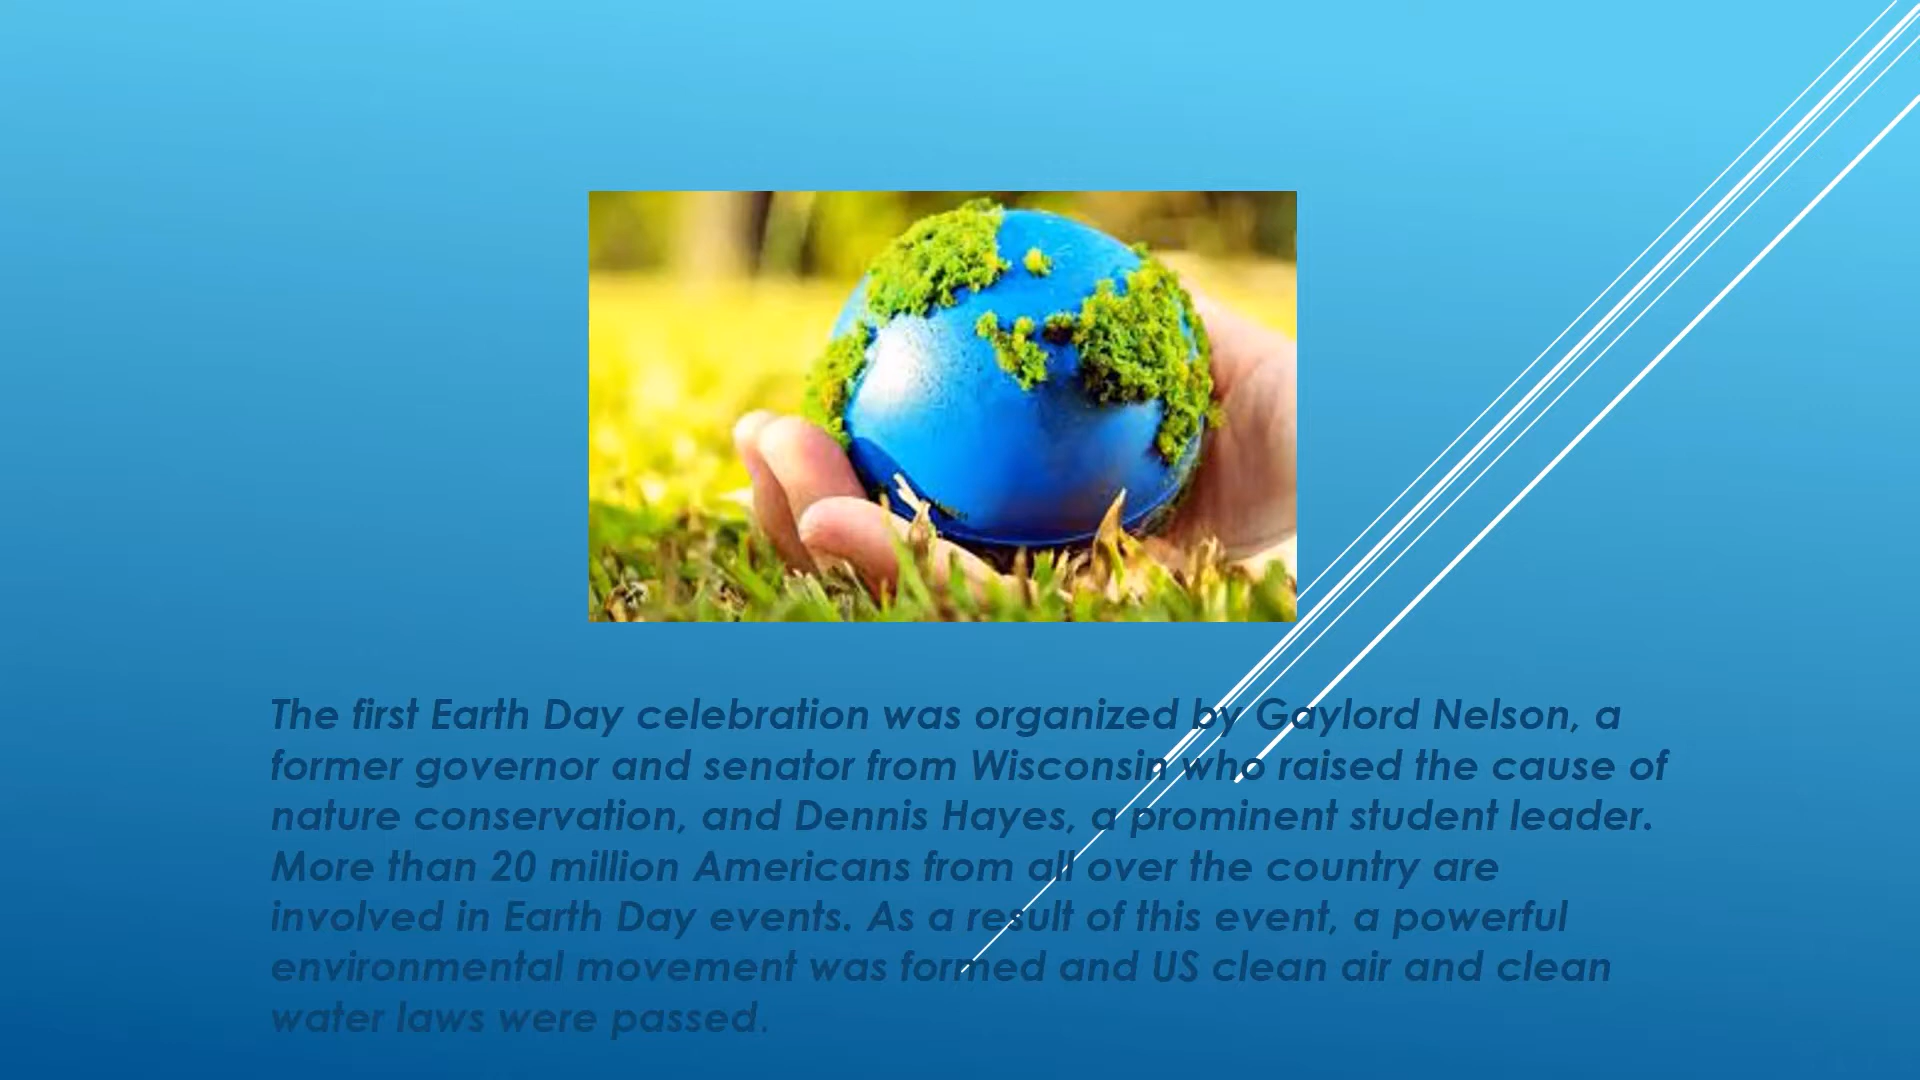 The first Earth Day celebration was organized by Gaylord Nelson, a
former governor and senator from Wisconsin who raised the cause of
nature conservation, and Dennis Hayes, a prominent student leader.
More than 20 million Americans from all over the country are
involved in Earth Day events. As a result of this event, a powerful
environmental movement was formed and US clean air and clean
water laws were passed.